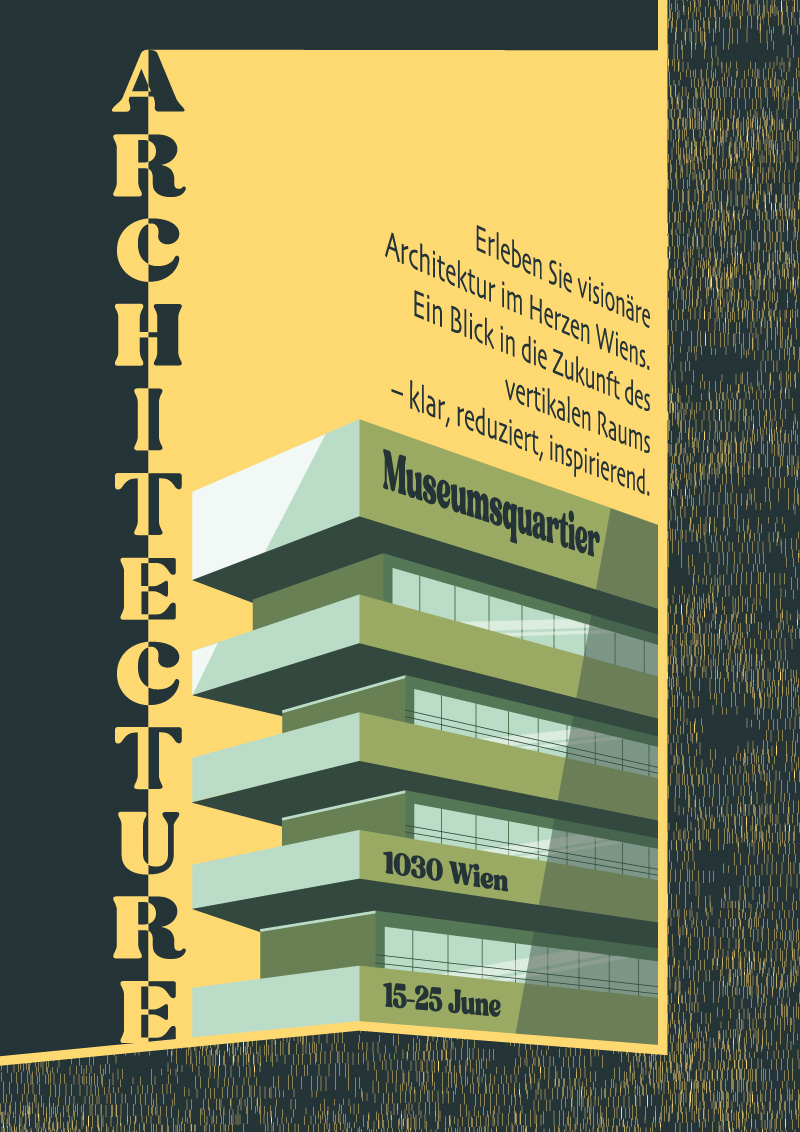 ARCHITECTURE
Erleben Sie visionäre
Architektur im Herzen Wiens.
Ein Blick in die Zukunft des
vertikalen Raums
– klar, reduziert, inspirierend.
Museumsquartier
1030 Wien
15-25 June